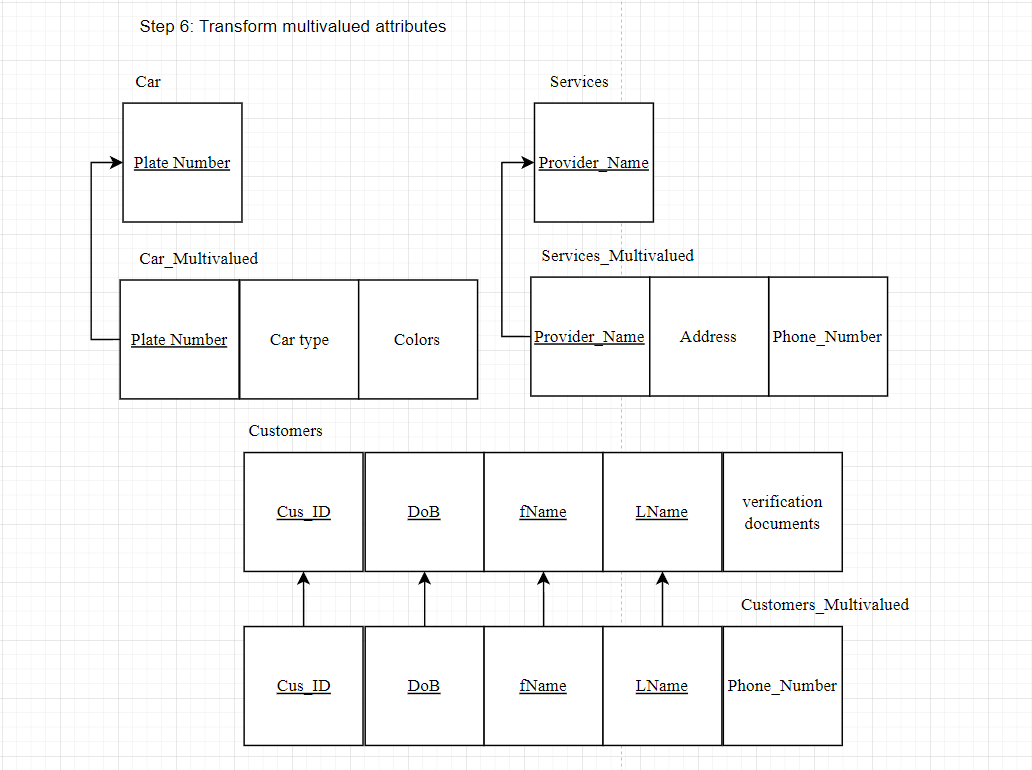 Step 6: Transform multivalued attributes
Car
Services
Plate Number
Provider_Name
Car_Multivalued
Services_Multivalued
Plate Number
Car type
Colors
Provider_Name
Address
Phone_Number
Customers
Cus_ID
DoB
fName
LName
verification
documents
Customers_Multivalued
Cus_ID
DoB
fName
LName
Phone_Number